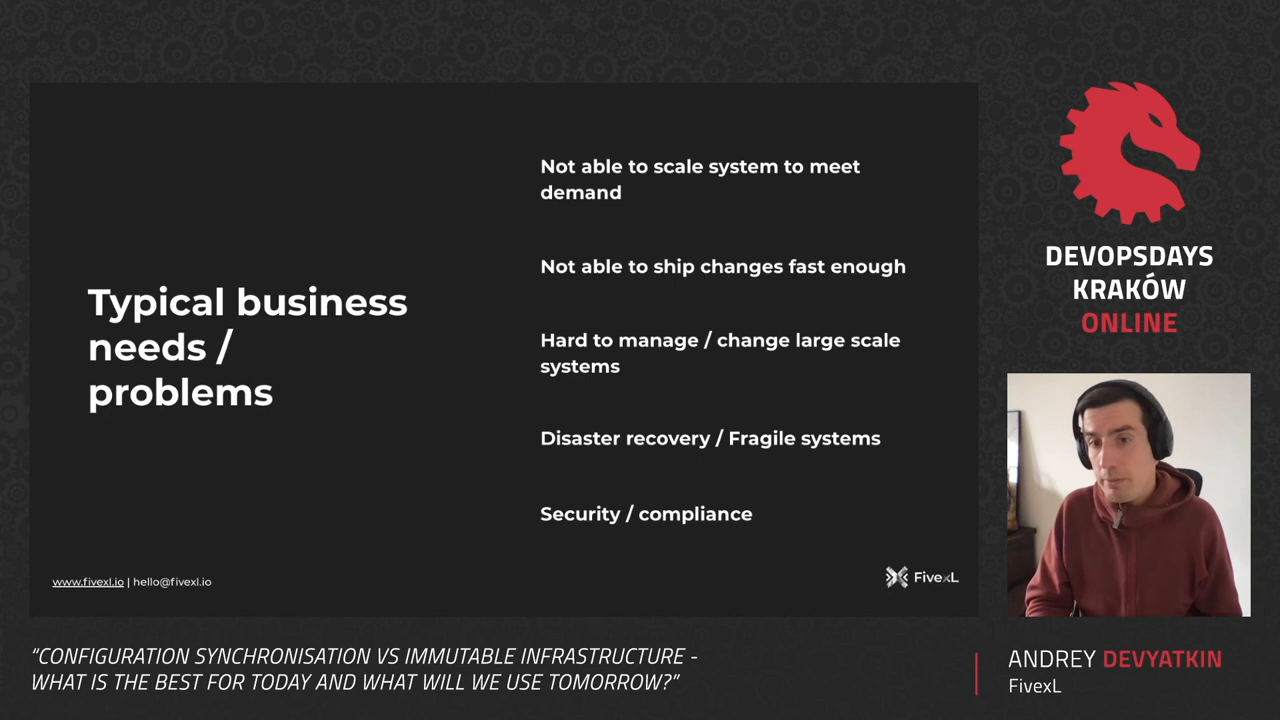 Typical business
needs /
problems
Not able to scale system to meet
demand
Not able to ship changes fast enough
Hard to manage / change large scale
systems
Disaster recovery / Fragile systems
Security / compliance
www.fivexl.io | hello@fivexl.io
FivexL
DEVOPSDAYS
KRAKÓW
ONLINE
“CONFIGURATION SYNCHRONISATION VS IMMUTABLE INFRASTRUCTURE -
WHAT IS THE BEST FOR TODAY AND WHAT WILL WE USE TOMORROW?”
ANDREY DEVYATKIN
FivexL